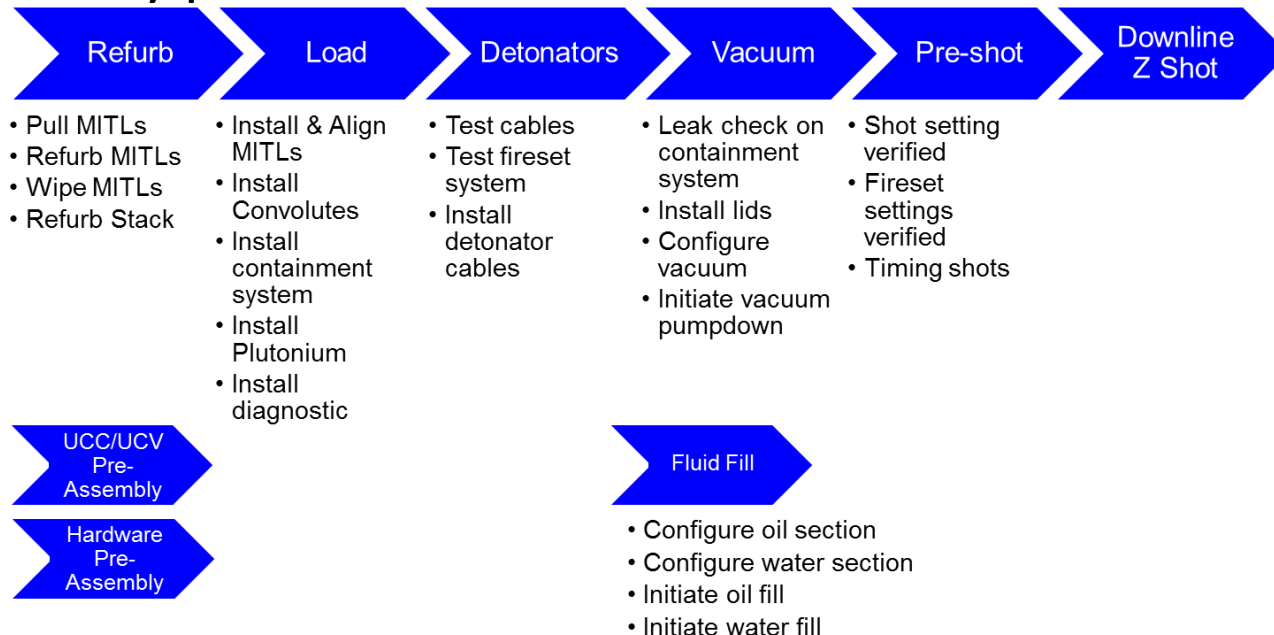 Refurb
Load
Detonators
Vacuum
Pre-shot
Downline
Z Shot
• Pull MITLs
• Refurb MITLs
• Wipe MITLs
• Refurb Stack
• Install & Align
MITLs
• Install
Convolutes
• Install
containment
system
• Install
Plutonium
• Install
diagnostic
• Test cables
• Test fireset
system
• Install
detonator
cables
• Leak check on
containment
system
• Install lids
• Configure
vacuum
• Initiate vacuum
pumpdown
• Shot setting
verified
• Fireset
settings
verified
• Timing shots
UCC/UCV
Pre-
Assembly
Hardware
Pre-
Assembly
Fluid Fill
• Configure oil section
• Configure water section
• Initiate oil fill
• Initiate water fill